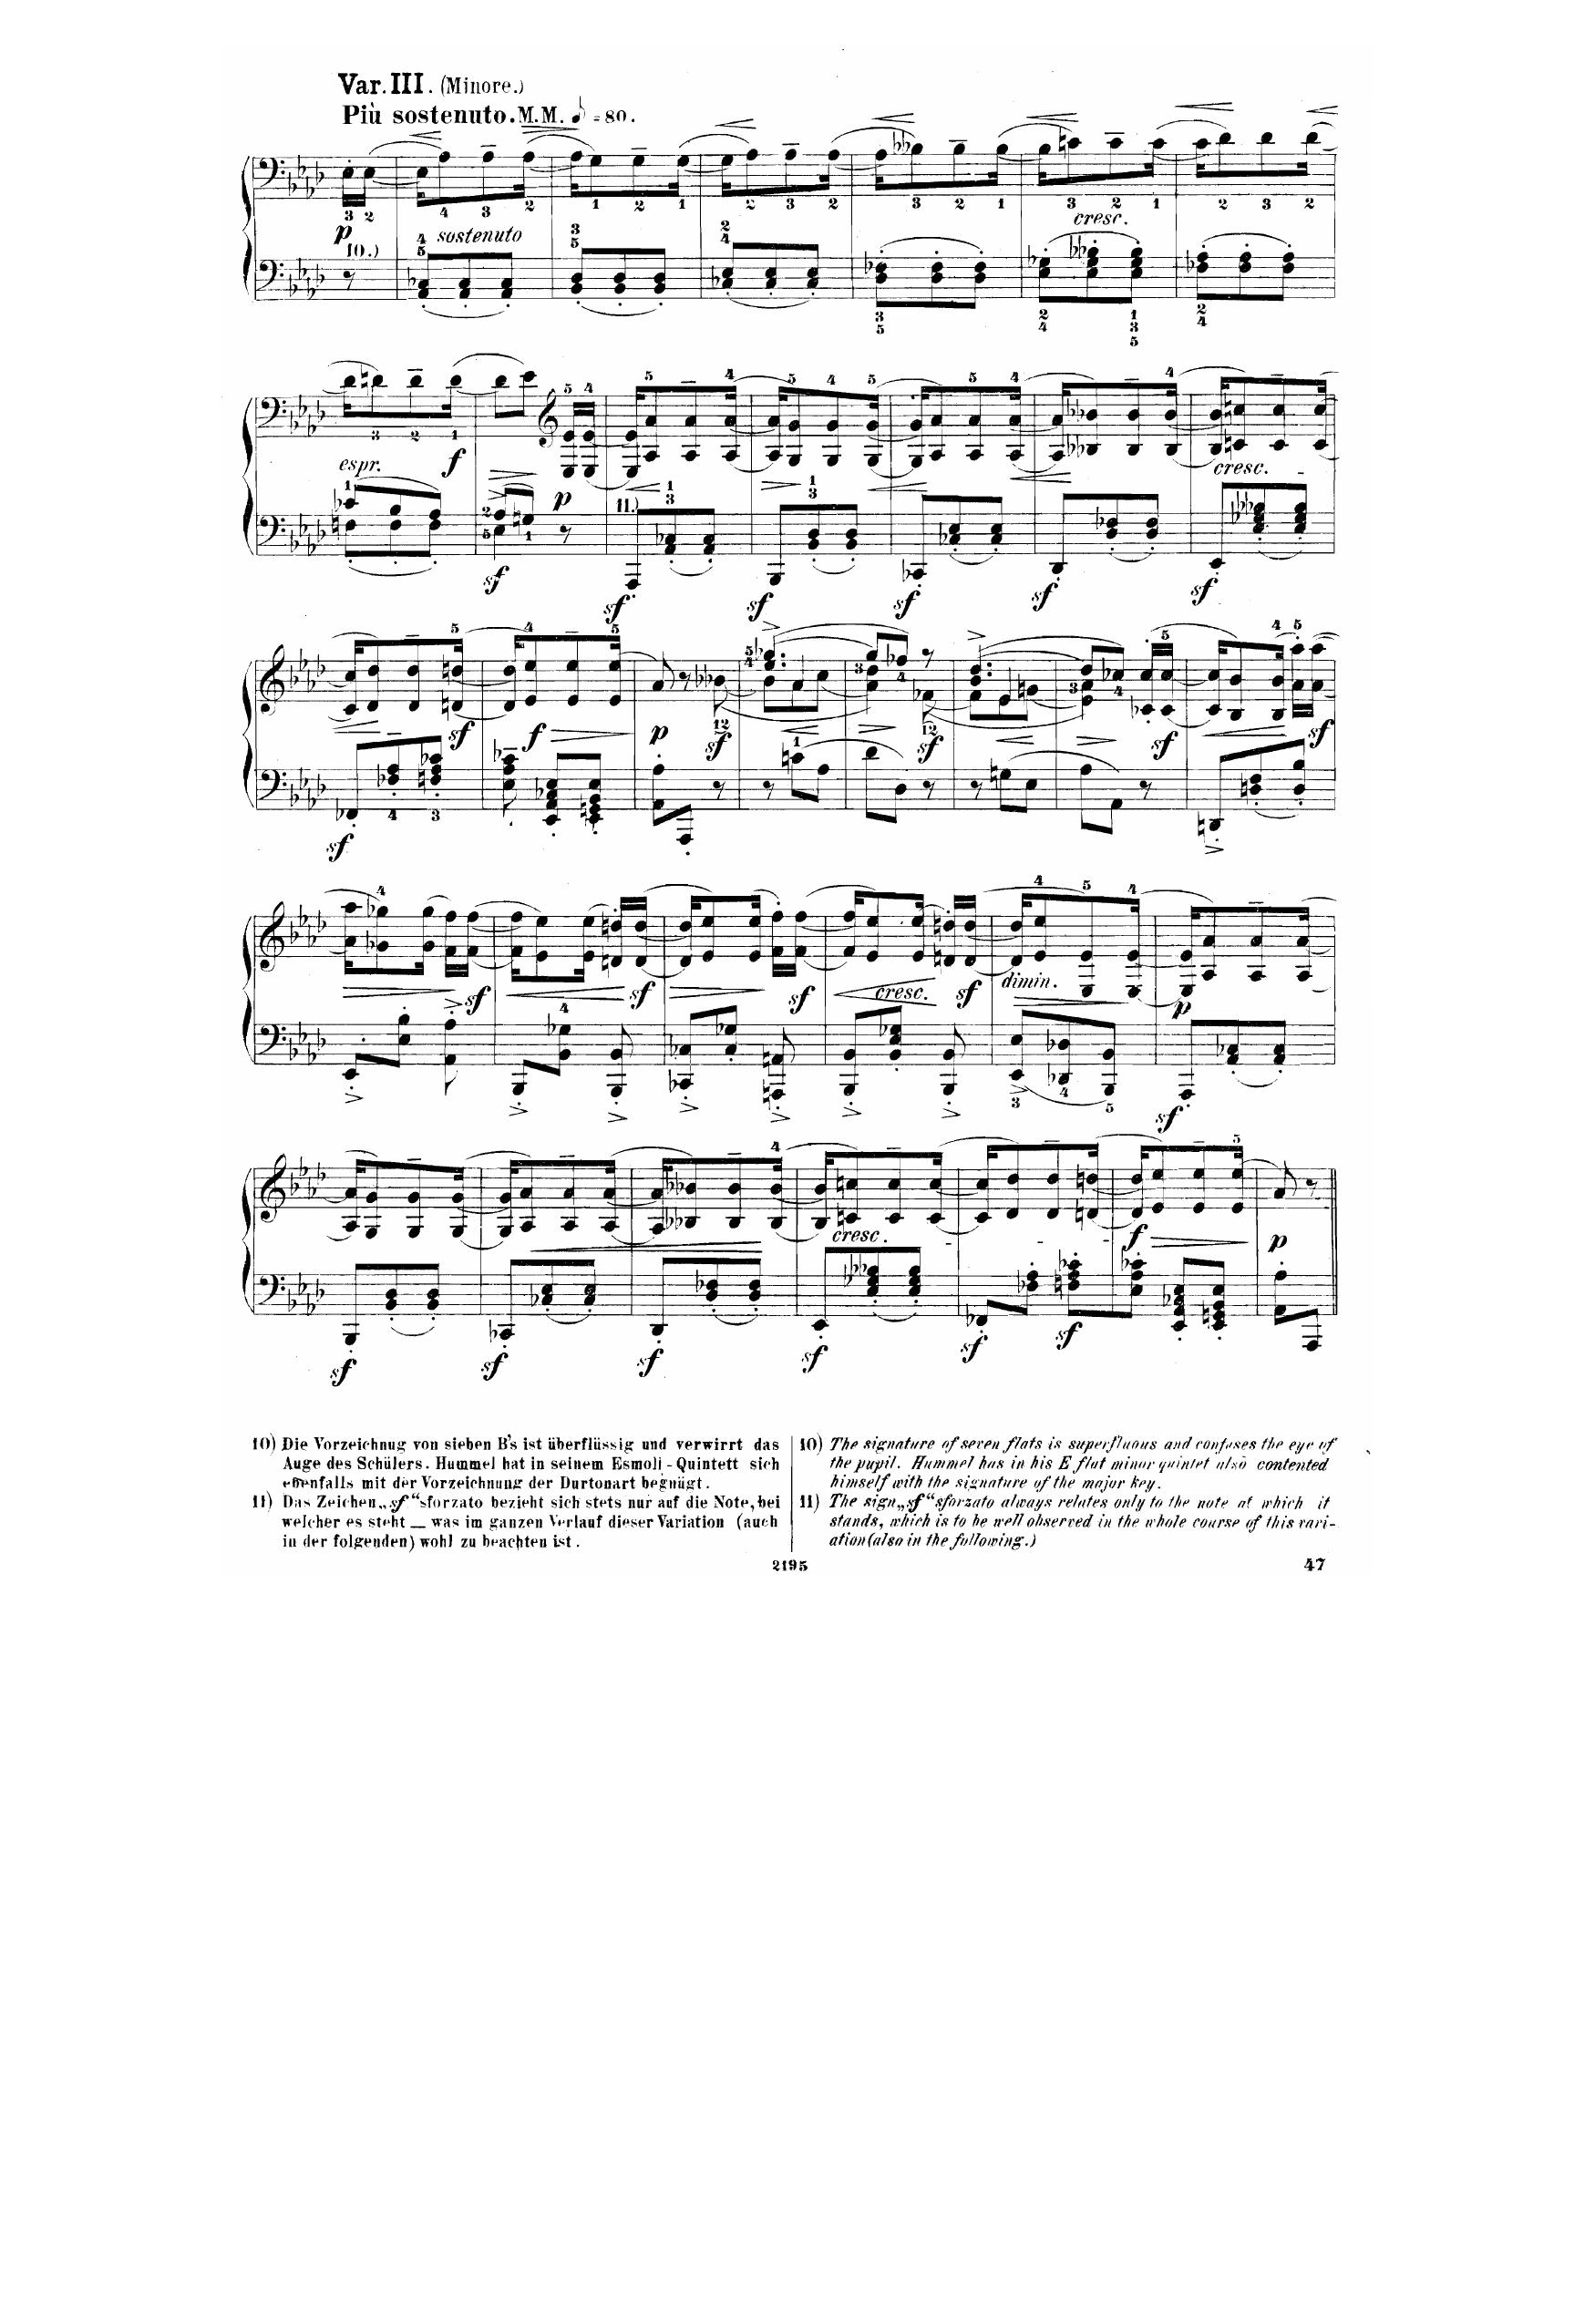 Var. III. (Minore.)
Più sostenuto. M.M. ♪ = 80.
p
10.)
sostenuto
cresc.
espr.
f
p
11.)
cresc.
sf
sf
sf
sf
sf
sf
sf
f
p
sf
sf
sf
sf
sf
sf
sf
sf
cresc.
sf
dimin.
p
sf
cresc.
f
p
sf
sf
sf
sf
sf
sf
10) Die Vorzeichnug von sieben B's ist überflüssig und verwirrt das
Auge des Schülers. Hummel hat in seinem Esmoll-Quintett sich
ebenfalls mit der Vorzeichnung der Durtonart begnügt.
11) Das Zeichen „sf“ sforzato bezieht sich stets nur auf die Note, bei
welcher es steht — was im ganzen Verlauf dieser Variation (auch
in der folgenden) wohl zu beachten ist.
10) The signature of seven flats is superfluous and confuses the eye of
the pupil. Hummel has in his E flat minor quintet also contented
himself with the signature of the major key.
11) The sign „sf“ sforzato always relates only to the note at which it
stands, which is to be well observed in the whole course of this vari-
ation (also in the following.)
2195
47